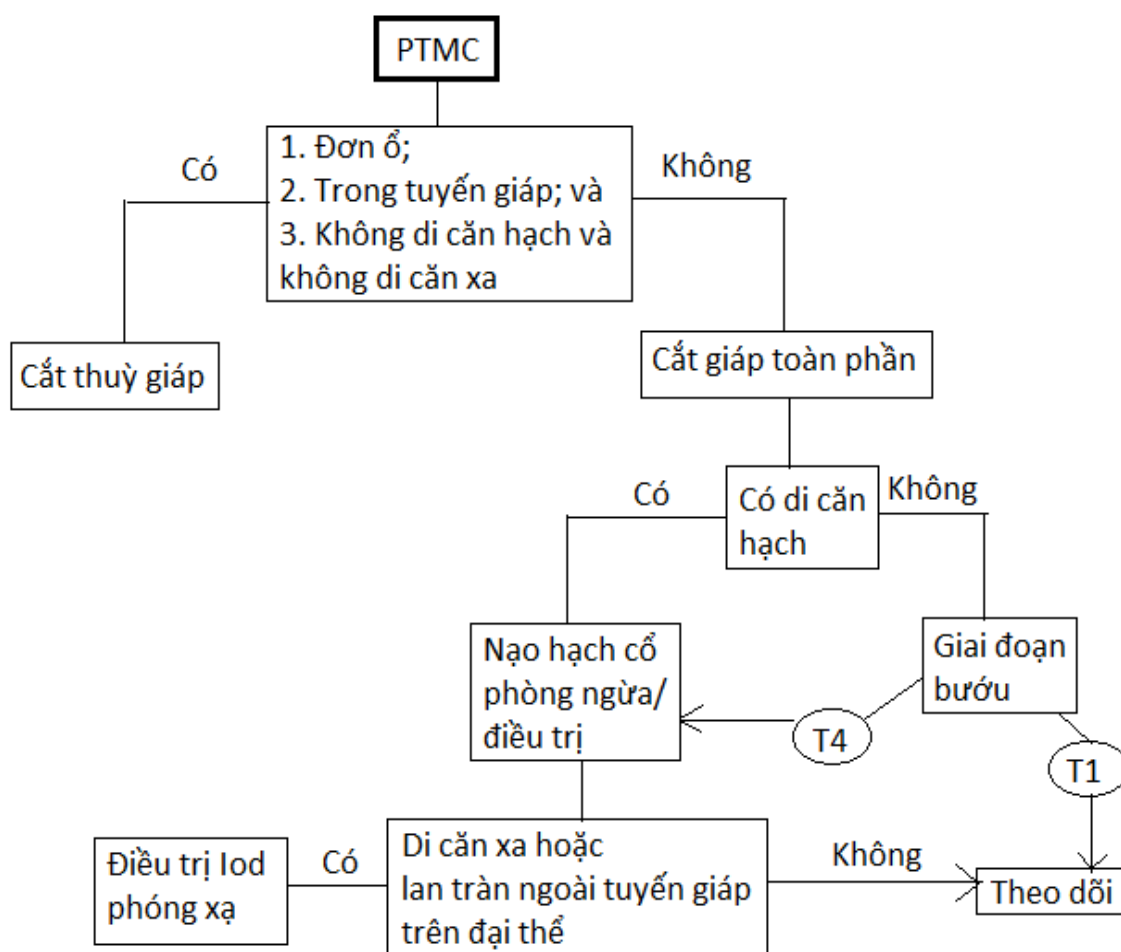 PTMC
Có
1. Đơn ổ;
2. Trong tuyến giáp; và
3. Không di căn hạch và
không di căn xa
Không
Cắt thuỳ giáp
Cắt giáp toàn phần
Có
Có di căn
hạch
Không
Nạo hạch cổ
phòng ngừa/
điều trị
Giai đoạn
bướu
T4
T1
Điều trị Iod
phóng xạ
Có
Di căn xa hoặc
lan tràn ngoài tuyến giáp
trên đại thể
Không
Theo dõi